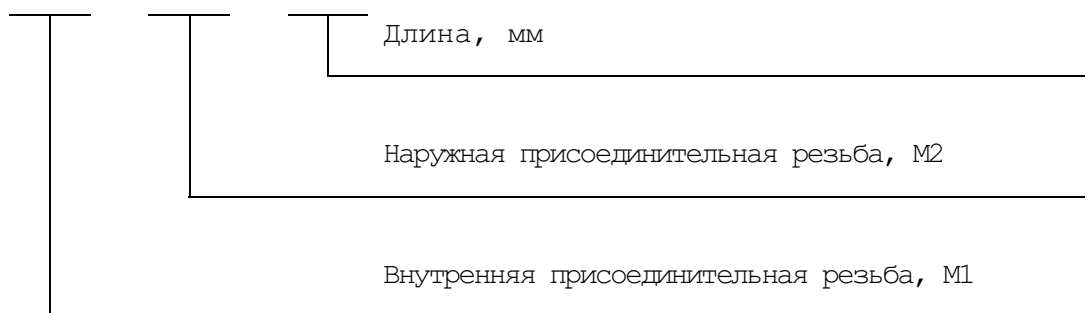 Длина, мм
Наружная присоединительная резьба, М2
Внутренняя присоединительная резьба, М1